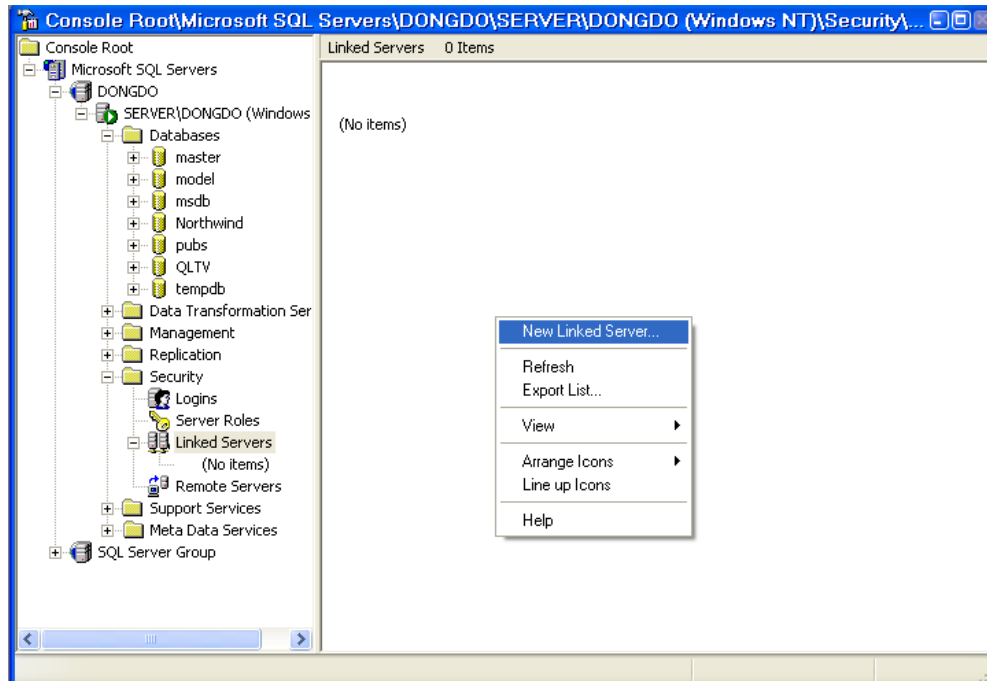 Console Root\Microsoft SQL Servers\DONGDO\SERVER\DONGDO (Windows NT)\Security\...
Console Root
Microsoft SQL Servers
DONGDO
SERVER\DONGDO (Windows
Databases
master
model
msdb
Northwind
pubs
QLTV
tempdb
Data Transformation Ser
Management
Replication
Security
Logins
Server Roles
Linked Servers
(No items)
Remote Servers
Support Services
Meta Data Services
SQL Server Group
Linked Servers 0 Items
(No items)
New Linked Server...
Refresh
Export List...
View
Arrange Icons
Line up Icons
Help